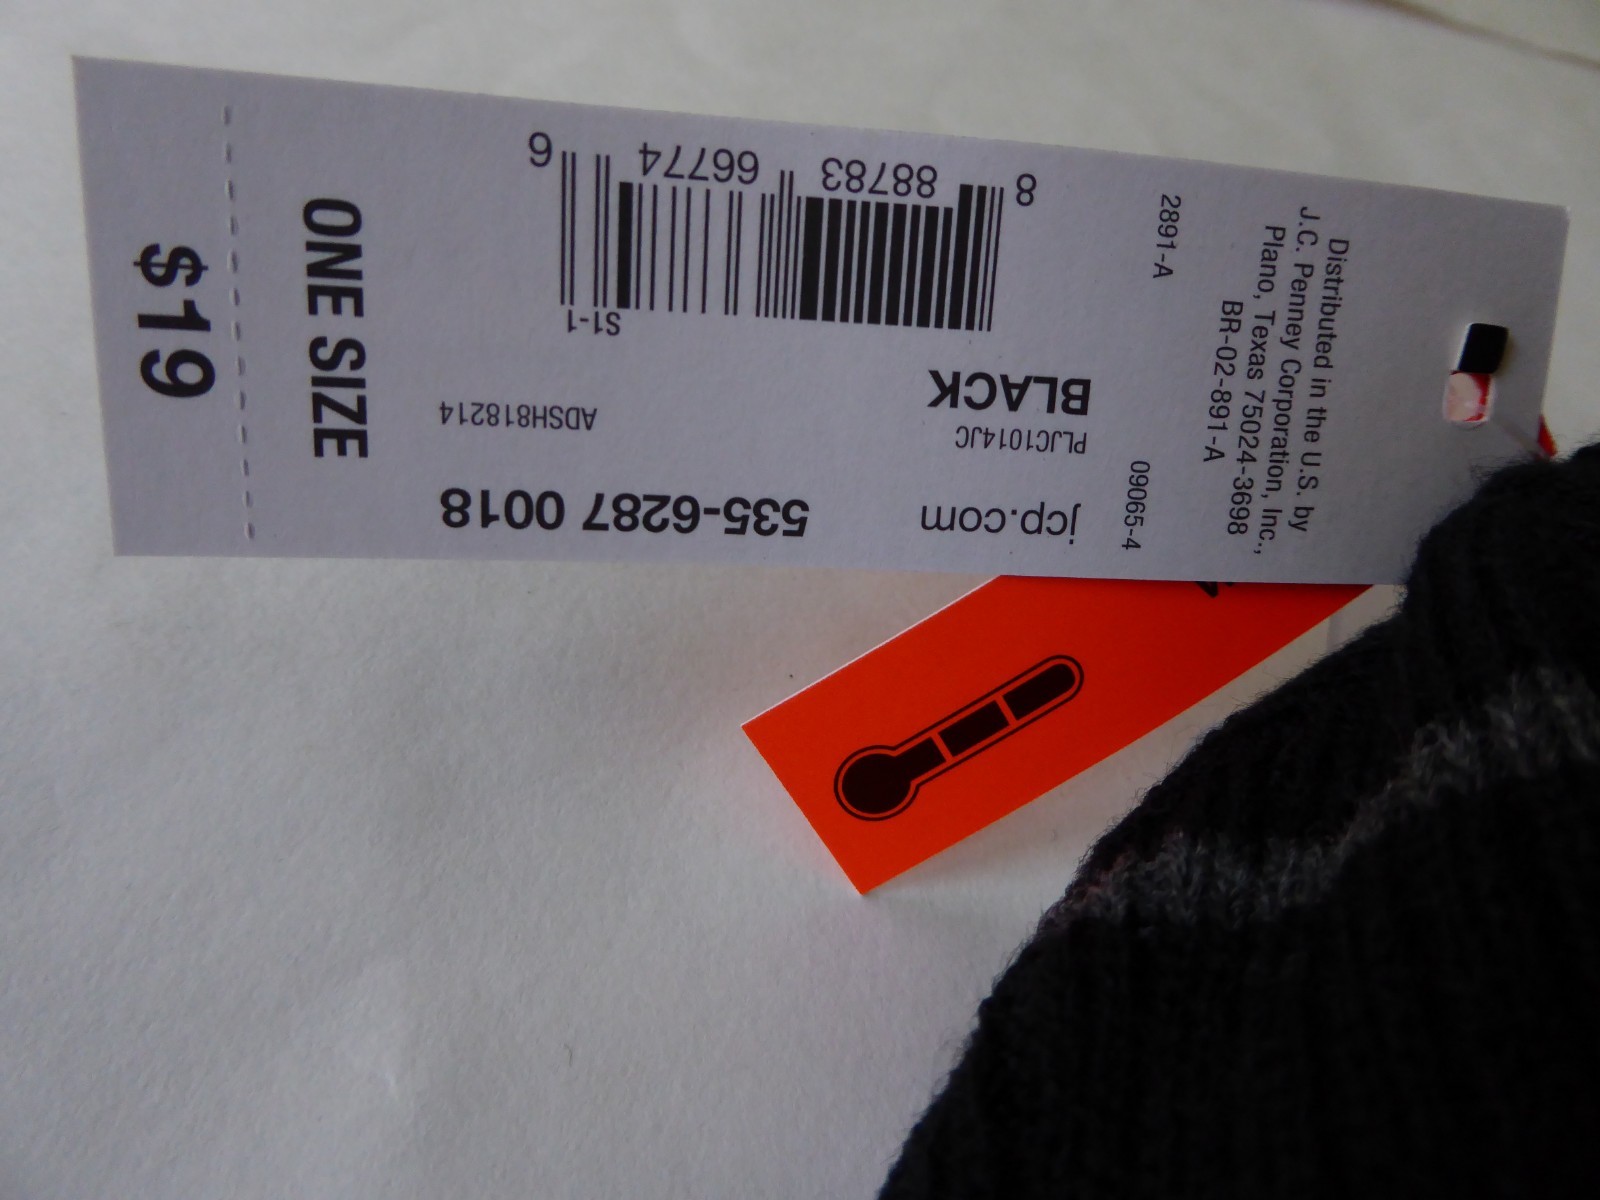 Distributed in the U.S. by
J.C. Penney Corporation, Inc.,
Plano, Texas 75024-3698
BR-02-891-A
2891-A
09065-4
jcp.com
535-6287 0018
PLJC1014JC
BLACK
ADSH818214
S1-1
8 88783 66774 6
ONE SIZE
$19